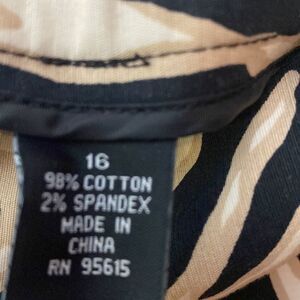 16
98% COTTON
2% SPANDEX
MADE IN
CHINA
RN 95615